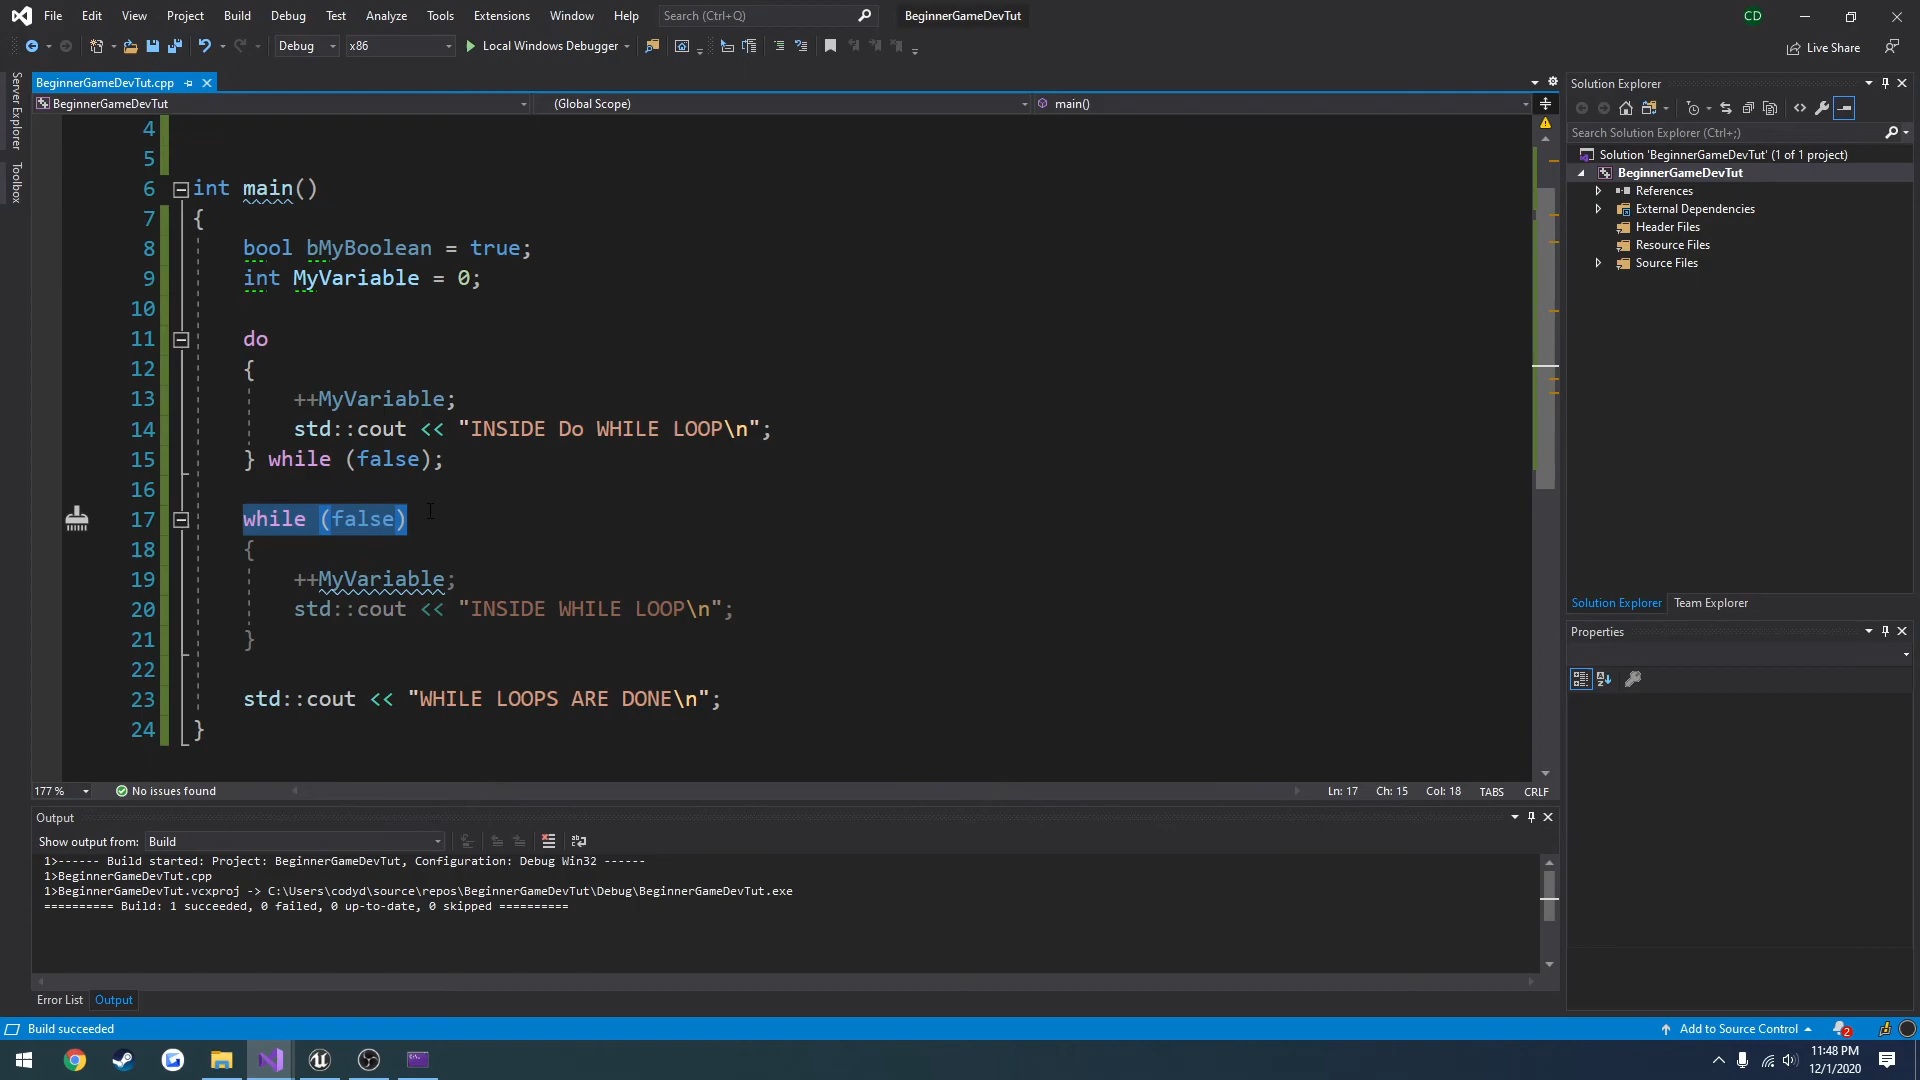 File Edit View Project Build Debug Test Analyze Tools Extensions Window Help Search (Ctrl+Q) BeginnerGameDevTut CD
Debug x86 Local Windows Debugger Live Share
Server Explorer
Toolbox
BeginnerGameDevTut.cpp
BeginnerGameDevTut (Global Scope) main()
4
5
6 int main()
7 {
8 bool bMyBoolean = true;
9 int MyVariable = 0;
10
11 do
12 {
13 ++MyVariable;
14 std::cout << "INSIDE Do WHILE LOOP\n";
15 } while (false);
16
17 while (false)
18 {
19 ++MyVariable;
20 std::cout << "INSIDE WHILE LOOP\n";
21 }
22
23 std::cout << "WHILE LOOPS ARE DONE\n";
24 }
177 % No issues found Ln: 17 Ch: 15 Col: 18 TABS CRLF
Output
Show output from: Build
1>------ Build started: Project: BeginnerGameDevTut, Configuration: Debug Win32 ------
1>BeginnerGameDevTut.cpp
1>BeginnerGameDevTut.vcxproj -> C:\Users\codyd\source\repos\BeginnerGameDevTut\Debug\BeginnerGameDevTut.exe
========== Build: 1 succeeded, 0 failed, 0 up-to-date, 0 skipped ==========
Error List Output
Solution Explorer
Search Solution Explorer (Ctrl+;)
Solution 'BeginnerGameDevTut' (1 of 1 project)
BeginnerGameDevTut
References
External Dependencies
Header Files
Resource Files
Source Files
Solution Explorer Team Explorer
Properties
Build succeeded Add to Source Control 2
11:48 PM
12/1/2020